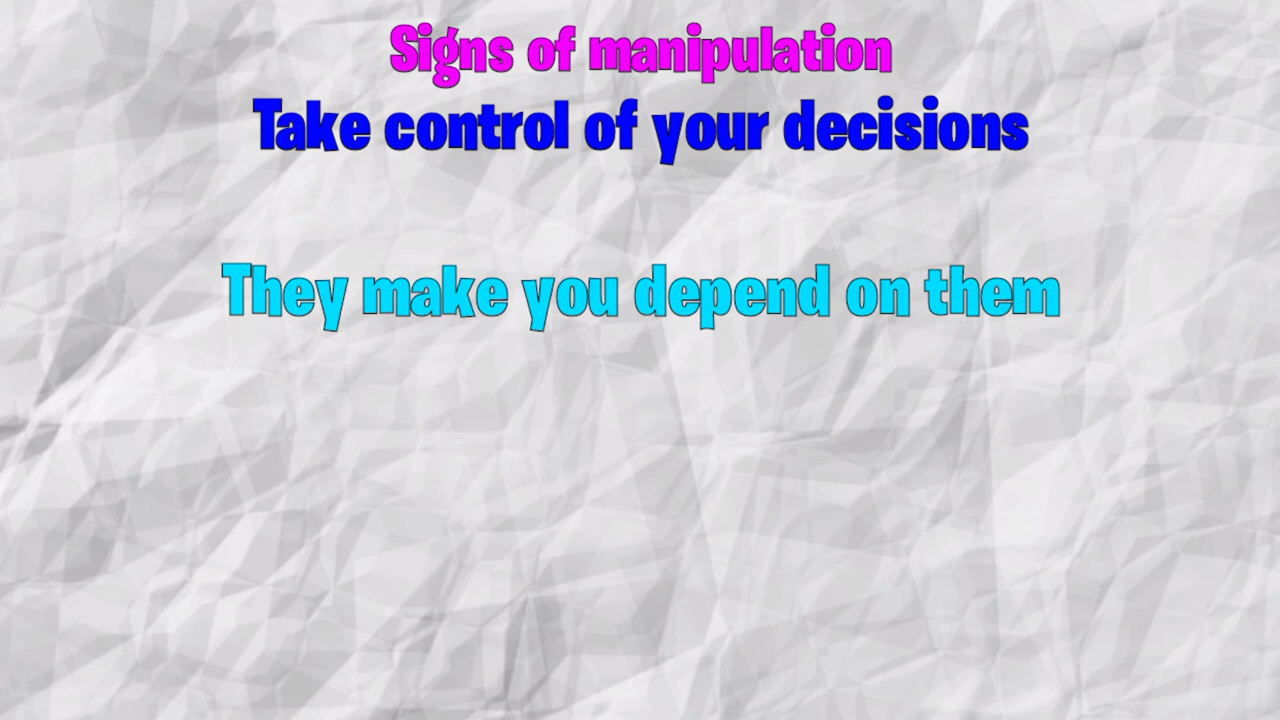 Signs of manipulation
Take control of your decisions
They make you depend on them